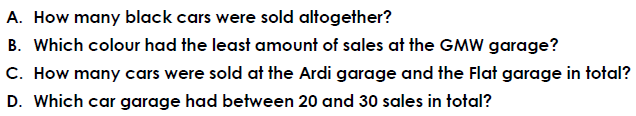 A. How many black cars were sold altogether?
B. Which colour had the least amount of sales at the GMW garage?
C. How many cars were sold at the Ardi garage and the Flat garage in total?
D. Which car garage had between 20 and 30 sales in total?